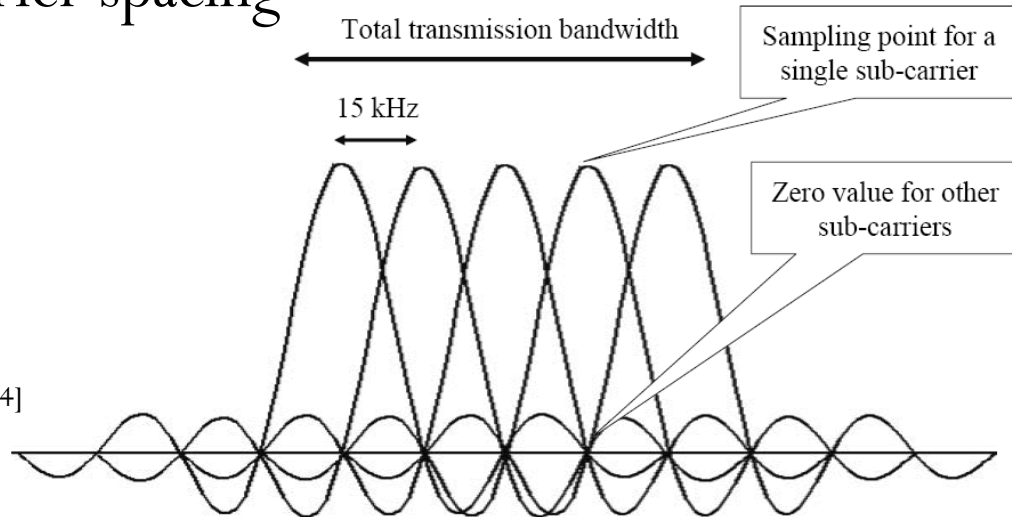 spacing
Total transmission bandwidth
Sampling point for a
single sub-carrier
15 kHz
Zero value for other
sub-carriers
4]